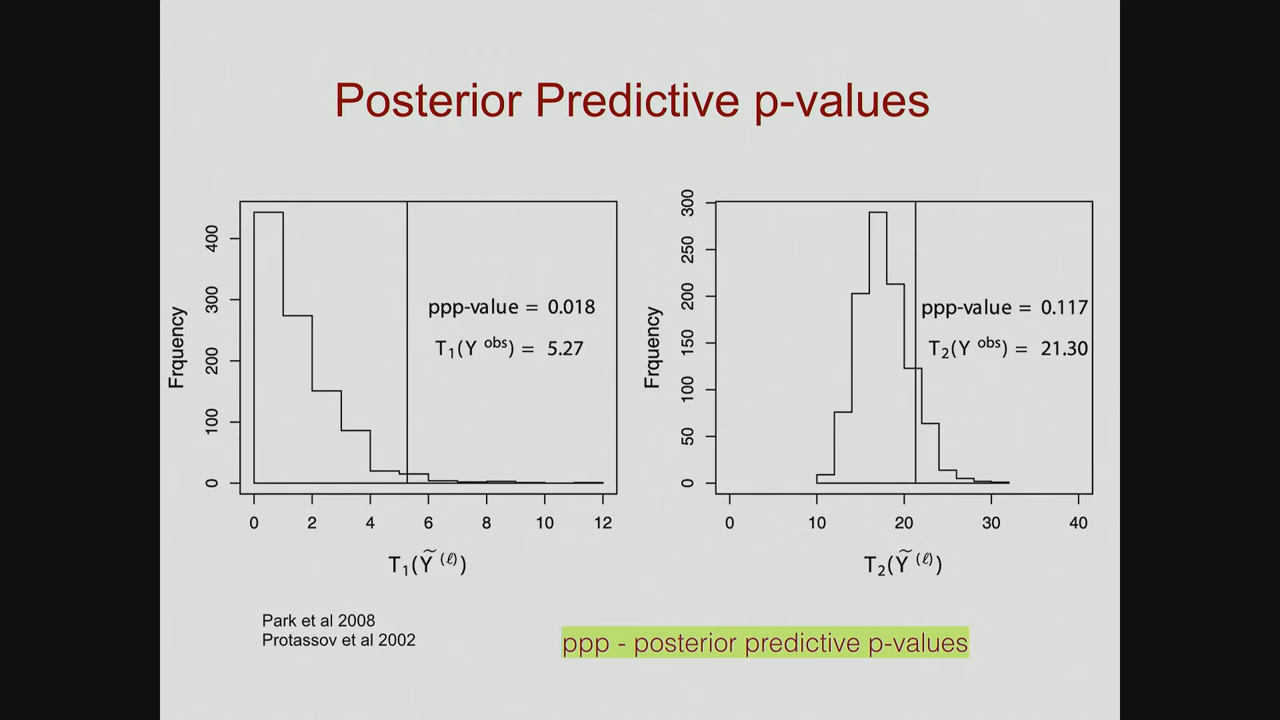 Posterior Predictive p-values
Frquency
400
300
200
100
0
ppp-value = 0.018
T₁(Y ᵒᵇˢ) = 5.27
0 2 4 6 8 10 12
T₁(Ỹ ⁽ˡ⁾)
Frquency
300
250
200
150
100
50
0
ppp-value = 0.117
T₂(Y ᵒᵇˢ) = 21.30
0 10 20 30 40
T₂(Ỹ ⁽ˡ⁾)
Park et al 2008
Protassov et al 2002
ppp - posterior predictive p-values